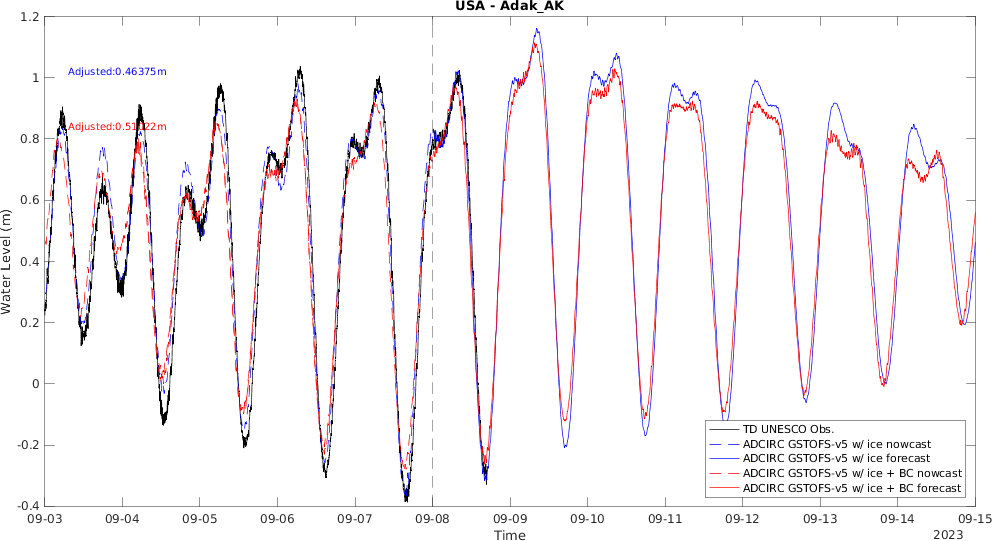 USA - Adak_AK
1.2
1
0.8
0.6
0.4
0.2
0
-0.2
-0.4
Water Level (m)
Adjusted:0.46375m
TD UNESCO Obs.
ADCIRC GSTOFS-v5 w/ ice nowcast
ADCIRC GSTOFS-v5 w/ ice forecast
ADCIRC GSTOFS-v5 w/ ice + BC nowcast
ADCIRC GSTOFS-v5 w/ ice + BC forecast
09-03 09-04 09-05 09-06 09-07 09-08 09-09 09-10 09-11 09-12 09-13 09-14 09-15
Time
2023